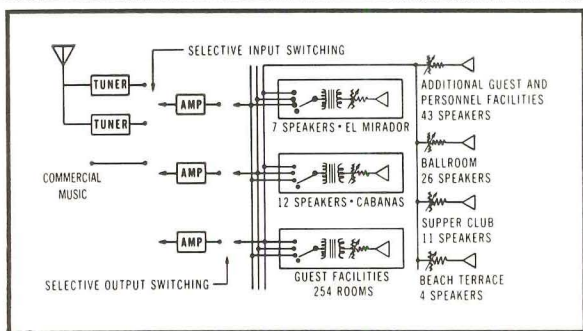 SELECTIVE INPUT SWITCHING
TUNER
TUNER
COMMERCIAL
MUSIC
AMP
AMP
AMP
SELECTIVE OUTPUT SWITCHING
7 SPEAKERS • EL MIRADOR
12 SPEAKERS • CABANAS
GUEST FACILITIES
254 ROOMS
ADDITIONAL GUEST AND
PERSONNEL FACILITIES
43 SPEAKERS
BALLROOM
26 SPEAKERS
SUPPER CLUB
11 SPEAKERS
BEACH TERRACE
4 SPEAKERS